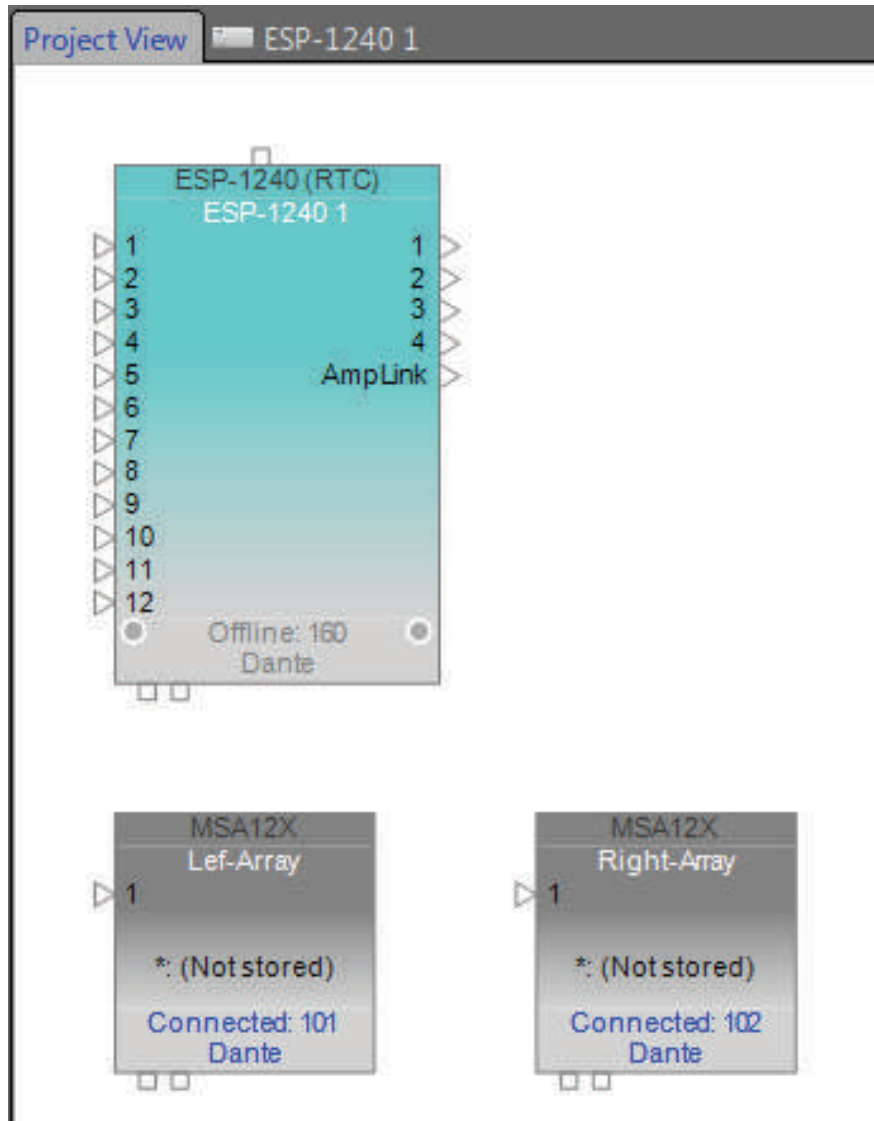 Project View ESP-1240 1
ESP-1240 (RTC)
ESP-1240 1
1 1
2 2
3 3
4 4
5 AmpLink
6
7
8
9
10
11
12
Offline: 160
Dante
MSA12X
Lef-Array
1
*: (Not stored)
Connected: 101
Dante
MSA12X
Right-Array
1
*: (Not stored)
Connected: 102
Dante